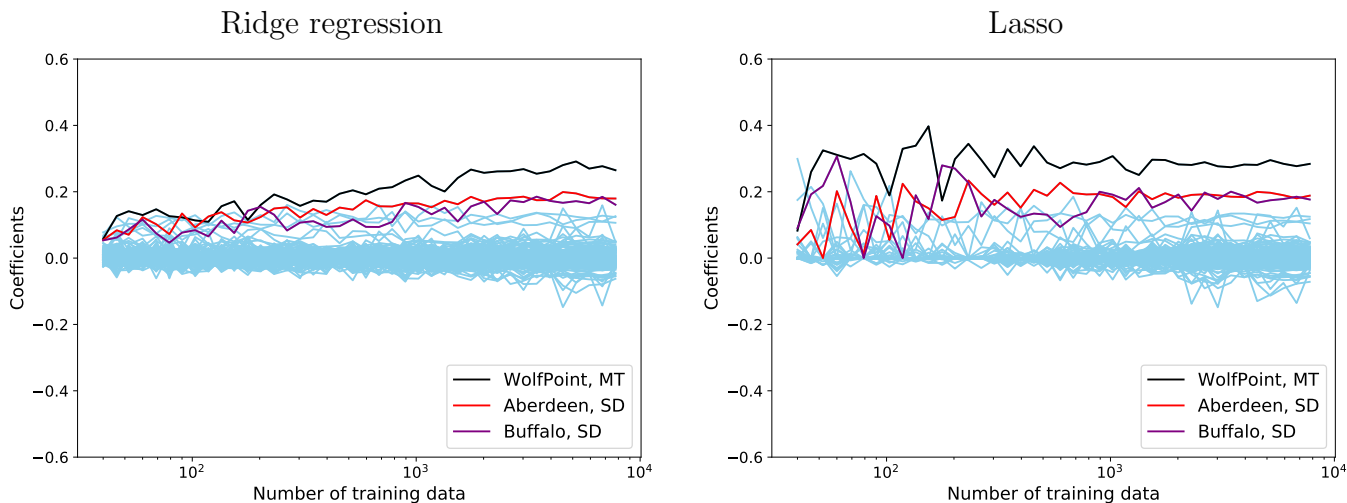 Ridge regression
0.6
0.4
0.2
0.0
−0.2
−0.4
−0.6
Coefficients
10^2
10^3
10^4
Number of training data
WolfPoint, MT
Aberdeen, SD
Buffalo, SD
Lasso
0.6
0.4
0.2
0.0
−0.2
−0.4
−0.6
Coefficients
10^2
10^3
10^4
Number of training data
WolfPoint, MT
Aberdeen, SD
Buffalo, SD